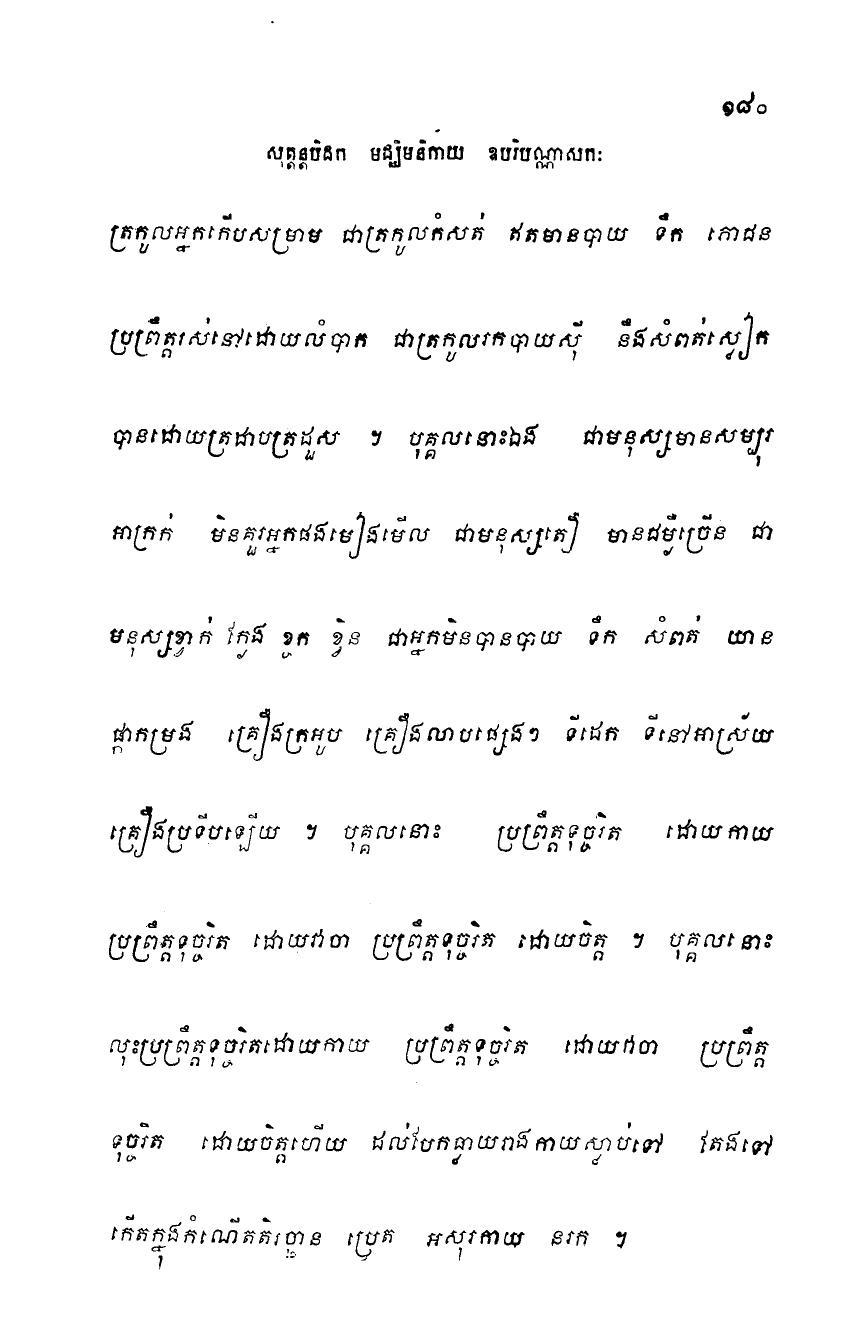 ១៨០
សុត្តន្តបិដក មជ្ឈិមនិកាយ ឧបរិបណ្ណាសកៈ
ត្រកូលអ្នកកើបសម្រាម ជាត្រកូលកំសត់ ឥតមានបាយ ទឹក ភោជន
ប្រព្រឹត្តរស់នៅដោយលំបាក ជាត្រកូលរកបាយស៊ី នឹងសំពត់ស្លៀក
បានដោយត្រដាបត្រដួស ។ បុគ្គលនោះឯង ជាមនុស្សមានសម្បុរ
អាក្រក់ មិនគួរអ្នកផងមៀងមើល ជាមនុស្សតឿ មានជម្ងឺច្រើន ជា
មនុស្សខ្វាក់ ក្ងែង ខ្ចក ខ្វិន ជាអ្នកមិនបានបាយ ទឹក សំពត់ យាន
ផ្កាកម្រង គ្រឿងក្រអូប គ្រឿងលាបផ្សេងៗ ទីដេក ទីនៅអាស្រ័យ
គ្រឿងប្រទីបឡើយ ។ បុគ្គលនោះ ប្រព្រឹត្តទុច្ចរិត ដោយកាយ
ប្រព្រឹត្តទុច្ចរិត ដោយវាចា ប្រព្រឹត្តទុច្ចរិត ដោយចិត្ត ។ បុគ្គលនោះ
លុះប្រព្រឹត្តទុច្ចរិតដោយកាយ ប្រព្រឹត្តទុច្ចរិត ដោយវាចា ប្រព្រឹត្ត
ទុច្ចរិត ដោយចិត្តហើយ ដល់បែកធ្លាយរាងកាយស្លាប់ទៅ តែងទៅ
កើតក្នុងកំណើតតិរច្ឆាន ប្រេត អសុរកាយ នរក ។